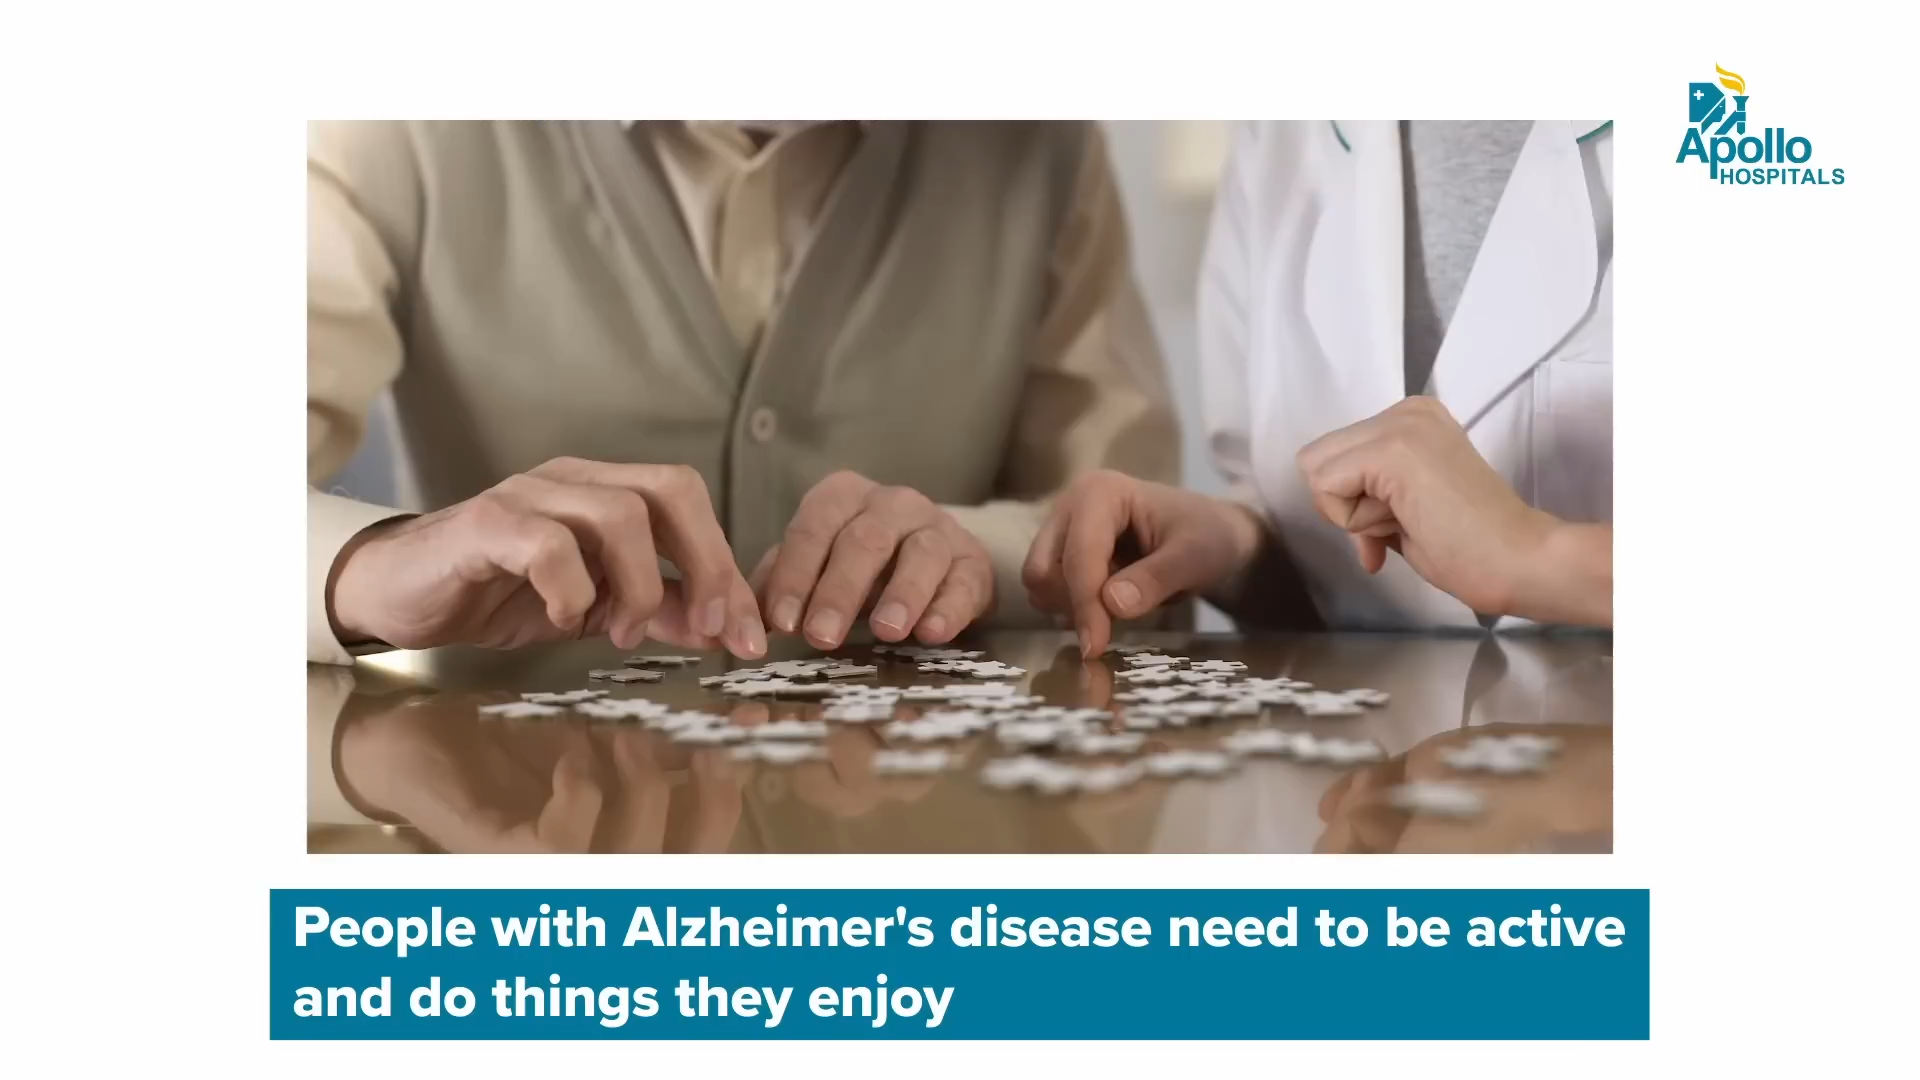 Apollo
HOSPITALS
People with Alzheimer's disease need to be active
and do things they enjoy